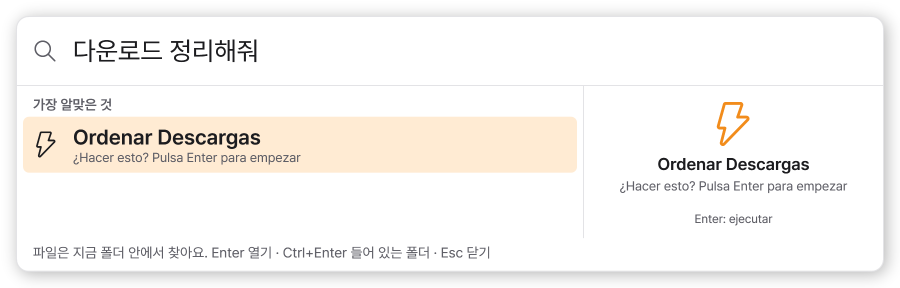 다운로드 정리해줘
가장 알맞은 것
Ordenar Descargas
¿Hacer esto? Pulsa Enter para empezar
Ordenar Descargas
¿Hacer esto? Pulsa Enter para empezar
Enter: ejecutar
파일은 지금 폴더 안에서 찾아요. Enter 열기 · Ctrl+Enter 들어 있는 폴더 · Esc 닫기